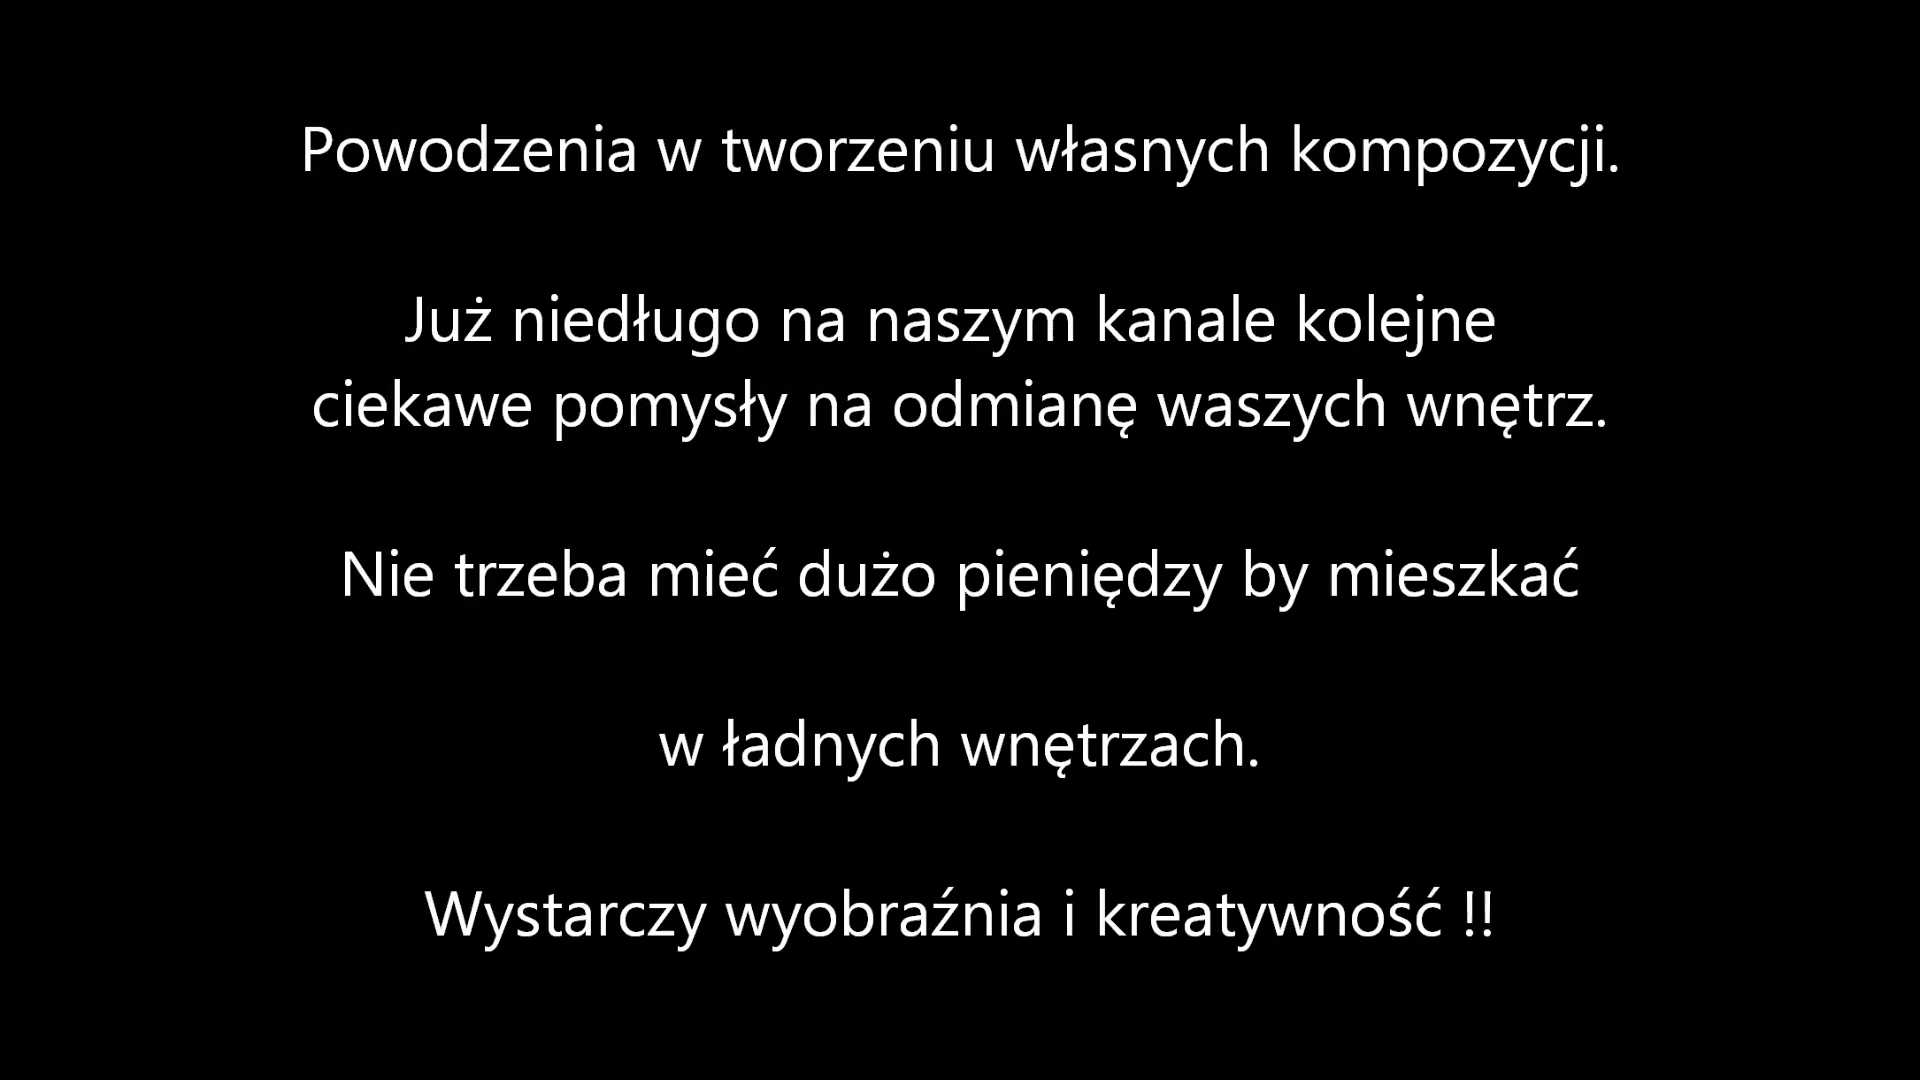 Powodzenia w tworzeniu własnych kompozycji.
Już niedługo na naszym kanale kolejne
ciekawe pomysły na odmianę waszych wnętrz.
Nie trzeba mieć dużo pieniędzy by mieszkać
w ładnych wnętrzach.
Wystarczy wyobraźnia i kreatywność !!